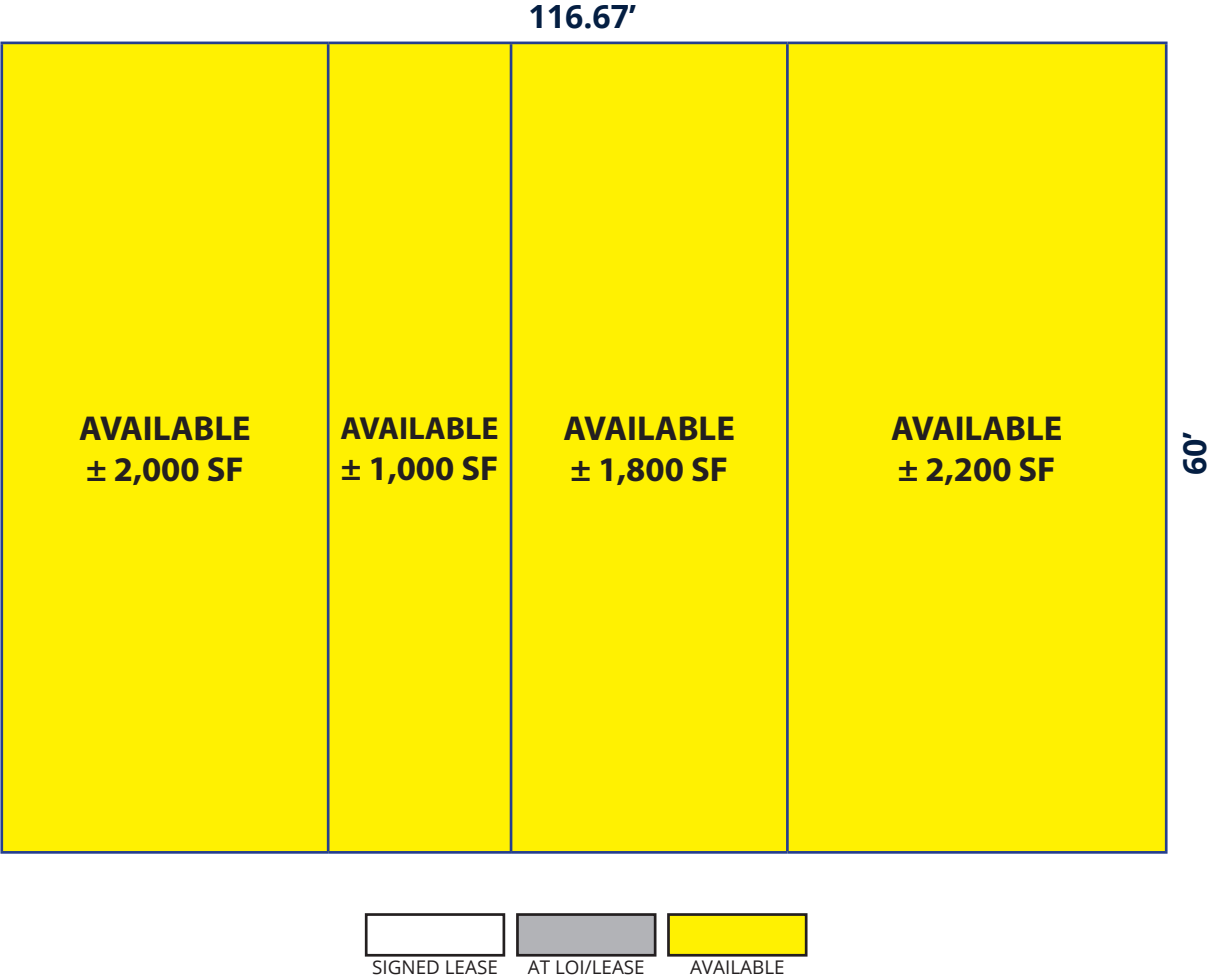 116.67’
AVAILABLE
± 2,000 SF
AVAILABLE
± 1,000 SF
AVAILABLE
± 1,800 SF
AVAILABLE
± 2,200 SF
60’
SIGNED LEASE
AT LOI/LEASE
AVAILABLE